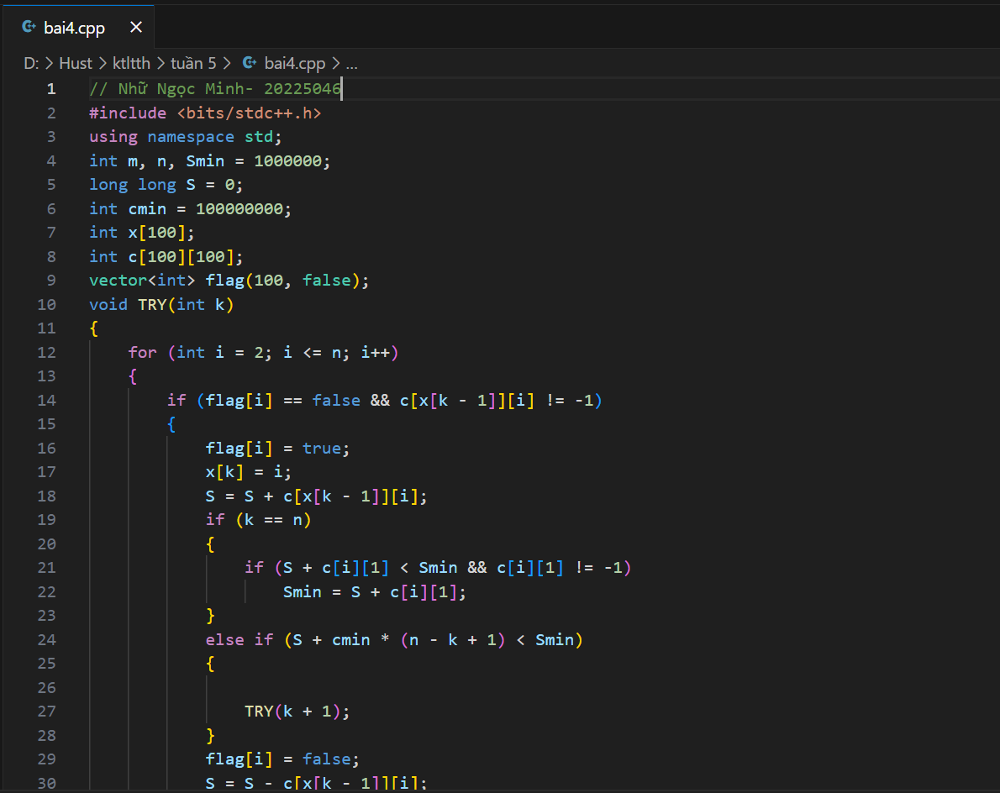 bai4.cpp
D: > Hust > ktltth > tuần 5 > bai4.cpp > ...
1 // Nhữ Ngọc Minh- 20225046
2 #include <bits/stdc++.h>
3 using namespace std;
4 int m, n, Smin = 1000000;
5 long long S = 0;
6 int cmin = 100000000;
7 int x[100];
8 int c[100][100];
9 vector<int> flag(100, false);
10 void TRY(int k)
11 {
12     for (int i = 2; i <= n; i++)
13     {
14         if (flag[i] == false && c[x[k - 1]][i] != -1)
15         {
16             flag[i] = true;
17             x[k] = i;
18             S = S + c[x[k - 1]][i];
19             if (k == n)
20             {
21                 if (S + c[i][1] < Smin && c[i][1] != -1)
22                     Smin = S + c[i][1];
23             }
24             else if (S + cmin * (n - k + 1) < Smin)
25             {
26
27                 TRY(k + 1);
28             }
29             flag[i] = false;
30             S = S - c[x[k - 1]][i];